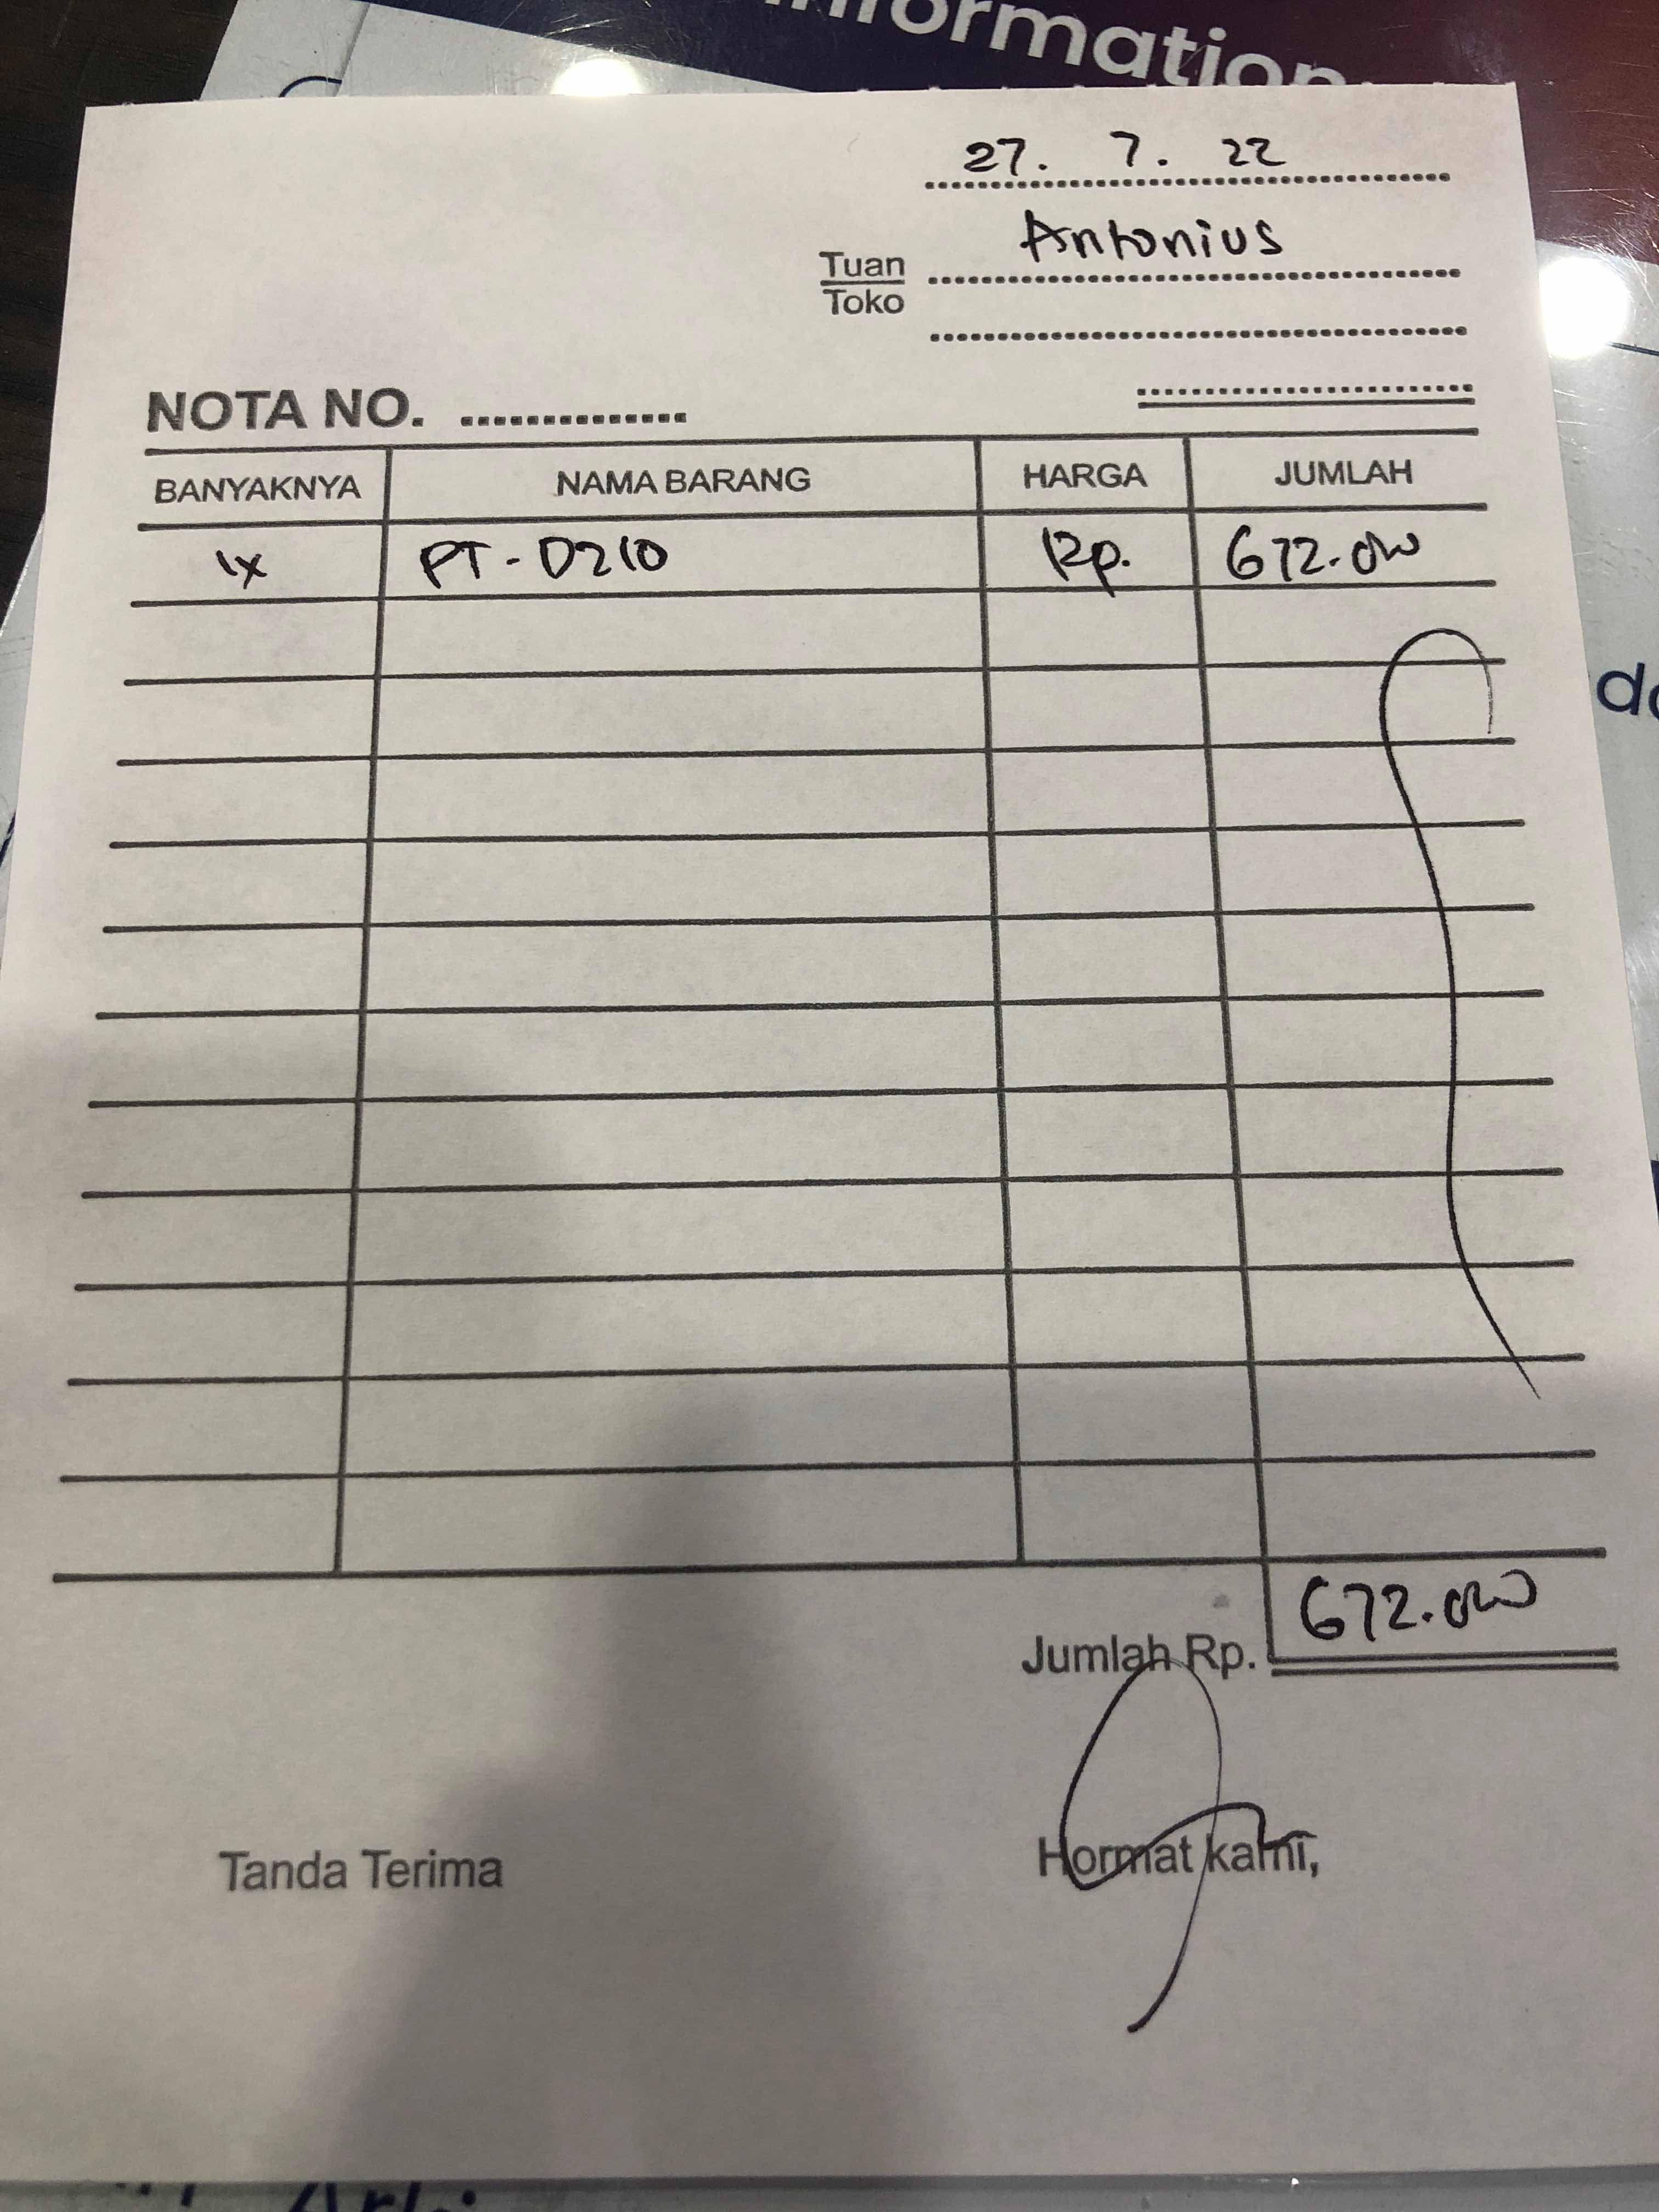 27. 7. 22
Antonius
Tuan
Toko
NOTA NO.
BANYAKNYA NAMA BARANG HARGA JUMLAH
1x PT-D210 Rp. 672.000
Jumlah Rp. 672.000
Tanda Terima Hormat kami,